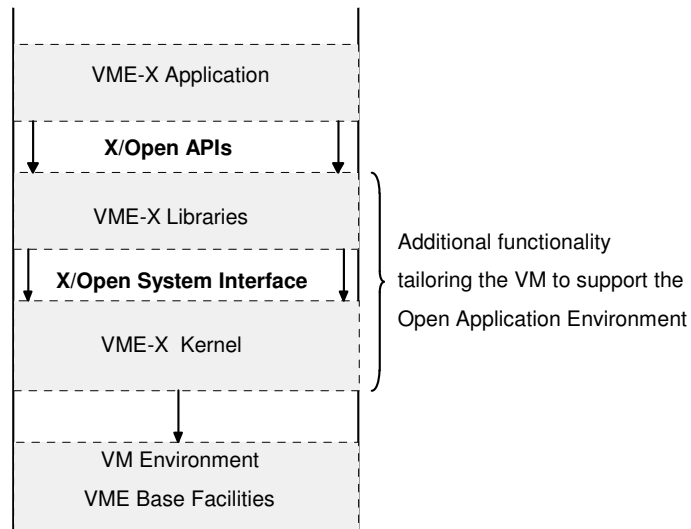 VME-X Application
X/Open APIs
VME-X Libraries
X/Open System Interface
VME-X Kernel
Additional functionality
tailoring the VM to support the
Open Application Environment
VM Environment
VME Base Facilities